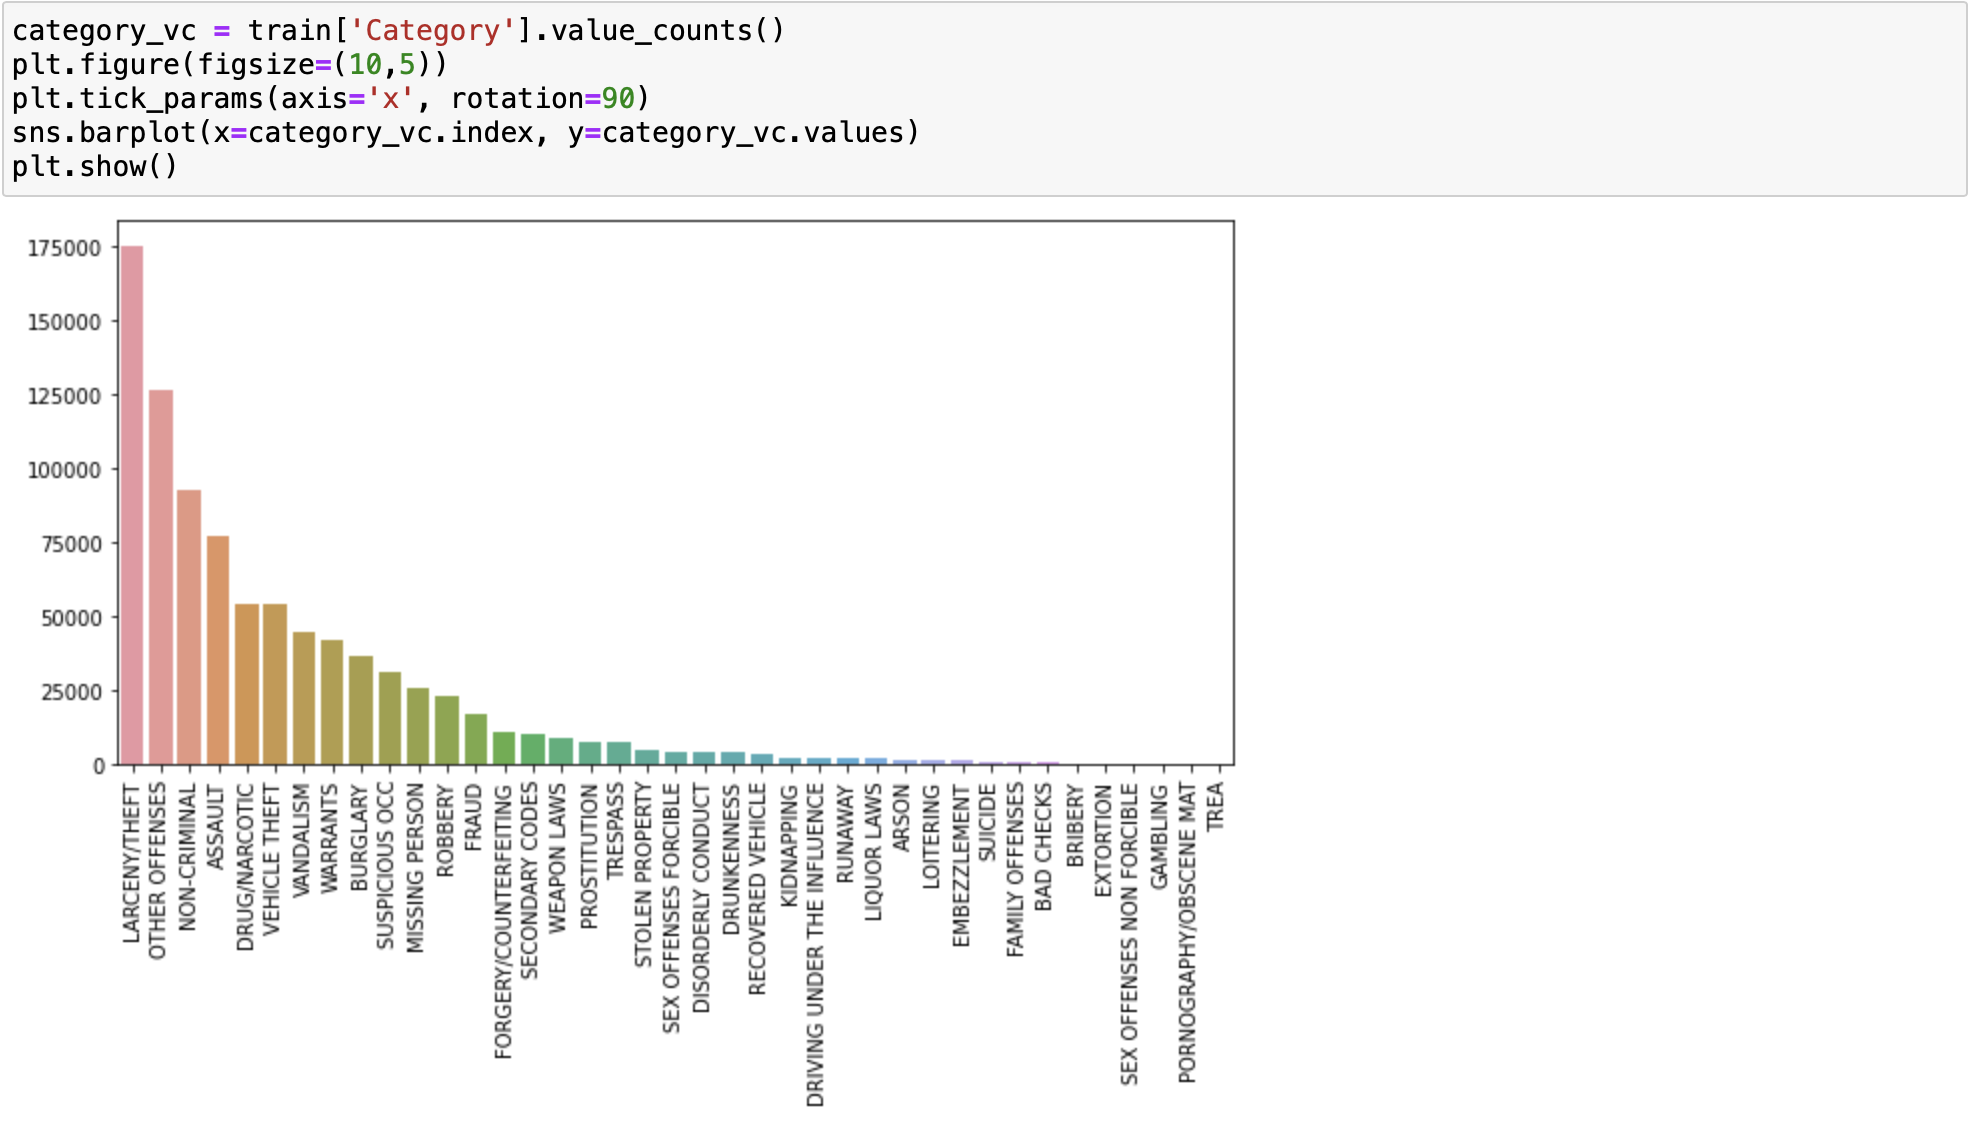 category_vc = train['Category'].value_counts()
plt.figure(figsize=(10,5))
plt.tick_params(axis='x', rotation=90)
sns.barplot(x=category_vc.index, y=category_vc.values)
plt.show()
175000
150000
125000
100000
75000
50000
25000
0
LARCENY/THEFT
OTHER OFFENSES
NON-CRIMINAL
ASSAULT
DRUG/NARCOTIC
VEHICLE THEFT
VANDALISM
WARRANTS
BURGLARY
SUSPICIOUS OCC
MISSING PERSON
ROBBERY
FRAUD
FORGERY/COUNTERFEITING
SECONDARY CODES
WEAPON LAWS
PROSTITUTION
TRESPASS
STOLEN PROPERTY
SEX OFFENSES FORCIBLE
DISORDERLY CONDUCT
DRUNKENNESS
RECOVERED VEHICLE
KIDNAPPING
DRIVING UNDER THE INFLUENCE
RUNAWAY
LIQUOR LAWS
ARSON
LOITERING
EMBEZZLEMENT
SUICIDE
FAMILY OFFENSES
BAD CHECKS
BRIBERY
EXTORTION
SEX OFFENSES NON FORCIBLE
GAMBLING
PORNOGRAPHY/OBSCENE MAT
TREA